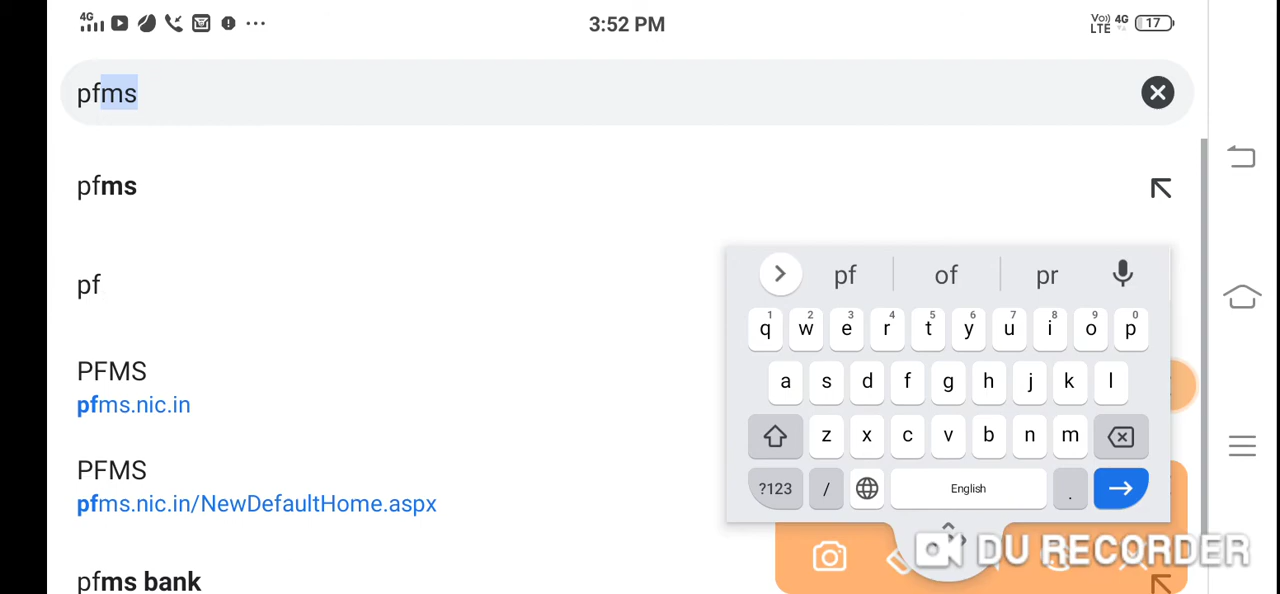 4G 3:52 PM Vo)) LTE 4G 17
pfms
pfms
pf
PFMS
pfms.nic.in
PFMS
pfms.nic.in/NewDefaultHome.aspx
pfms bank
pf of pr
1 2 3 4 5 6 7 8 9 0
q w e r t y u i o p
a s d f g h j k l
z x c v b n m
?123 / English .
DU RECORDER